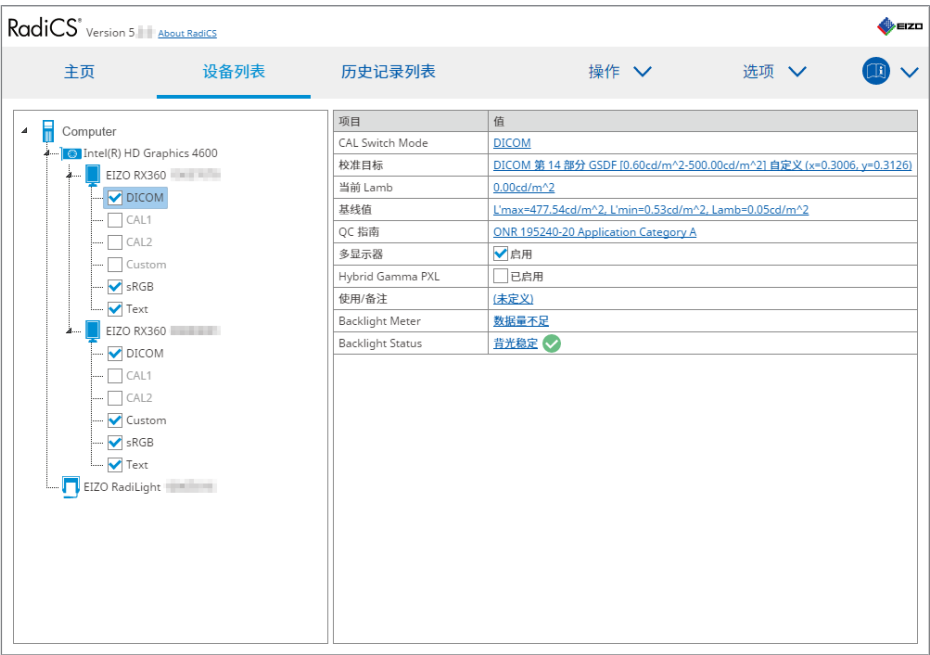 RadiCS® Version 5. About RadiCS
EIZO
主页 设备列表 历史记录列表 操作 选项
Computer
Intel(R) HD Graphics 4600
EIZO RX360
DICOM
CAL1
CAL2
Custom
sRGB
Text
EIZO RX360
DICOM
CAL1
CAL2
Custom
sRGB
Text
EIZO RadiLight
项目 值
CAL Switch Mode DICOM
校准目标 DICOM 第 14 部分 GSDF [0.60cd/m^2-500.00cd/m^2] 自定义 (x=0.3006, y=0.3126)
当前 Lamb 0.00cd/m^2
基线值 L'max=477.54cd/m^2, L'min=0.53cd/m^2, Lamb=0.05cd/m^2
QC 指南 ONR 195240-20 Application Category A
多显示器 启用
Hybrid Gamma PXL 已启用
使用/备注 (未定义)
Backlight Meter 数据量不足
Backlight Status 背光稳定